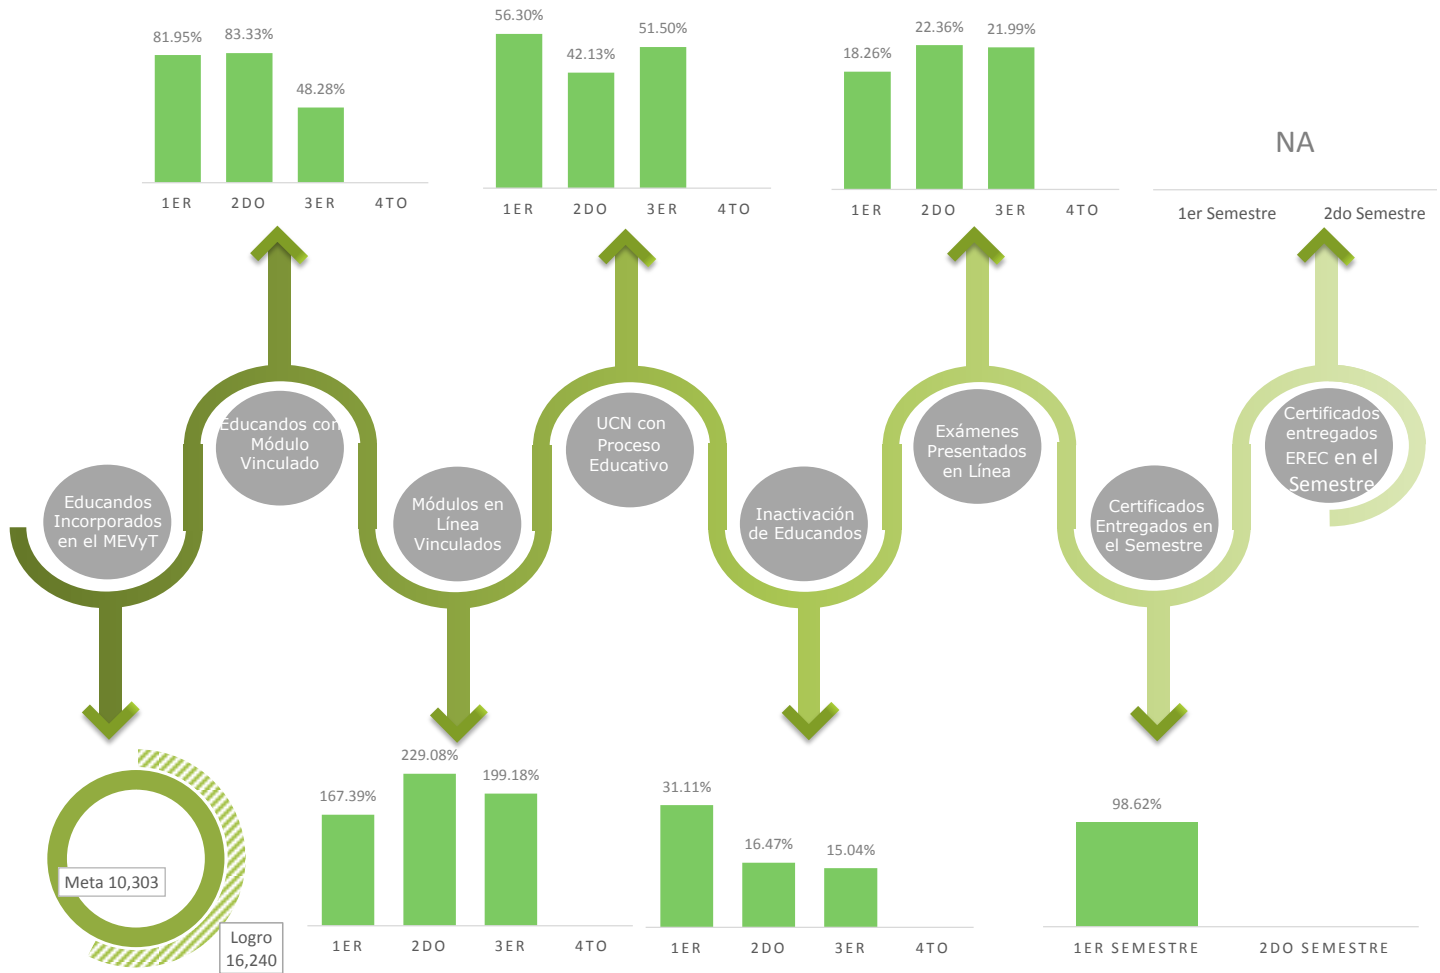 81.95%
83.33%
48.28%
1ER 2DO 3ER 4TO
56.30%
42.13%
51.50%
1ER 2DO 3ER 4TO
18.26%
22.36%
21.99%
1ER 2DO 3ER 4TO
NA
1er Semestre 2do Semestre
Educandos
Incorporados
en el MEVyT
Educandos con
Módulo
Vinculado
Módulos en
Línea
Vinculados
UCN con
Proceso
Educativo
Inactivación
de Educandos
Exámenes
Presentados
en Línea
Certificados
Entregados en
el Semestre
Certificados
entregados
EREC en el
Semestre
Meta 10,303
Logro
16,240
167.39%
229.08%
199.18%
1ER 2DO 3ER 4TO
31.11%
16.47%
15.04%
1ER 2DO 3ER 4TO
98.62%
1ER SEMESTRE 2DO SEMESTRE